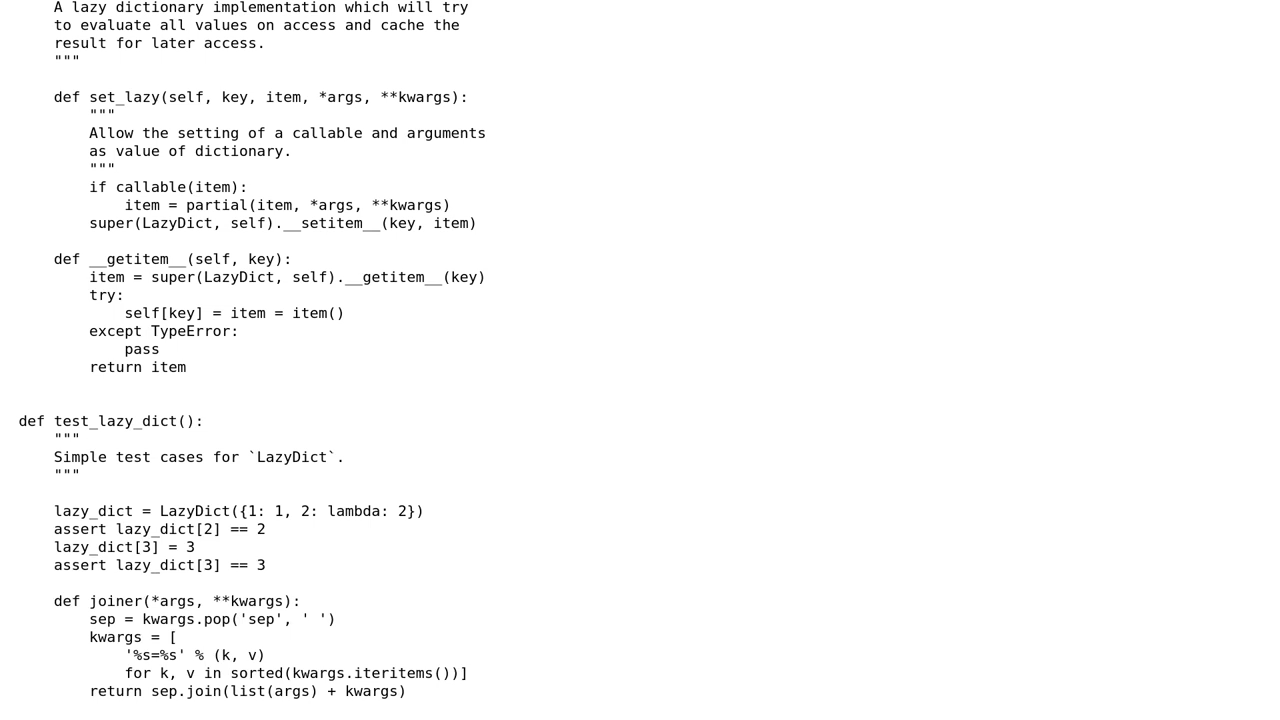 A lazy dictionary implementation which will try
    to evaluate all values on access and cache the
    result for later access.
    """

    def set_lazy(self, key, item, *args, **kwargs):
        """
        Allow the setting of a callable and arguments
        as value of dictionary.
        """
        if callable(item):
            item = partial(item, *args, **kwargs)
        super(LazyDict, self).__setitem__(key, item)

    def __getitem__(self, key):
        item = super(LazyDict, self).__getitem__(key)
        try:
            self[key] = item = item()
        except TypeError:
            pass
        return item


def test_lazy_dict():
    """
    Simple test cases for `LazyDict`.
    """

    lazy_dict = LazyDict({1: 1, 2: lambda: 2})
    assert lazy_dict[2] == 2
    lazy_dict[3] = 3
    assert lazy_dict[3] == 3

    def joiner(*args, **kwargs):
        sep = kwargs.pop('sep', ' ')
        kwargs = [
            '%s=%s' % (k, v)
            for k, v in sorted(kwargs.iteritems())]
        return sep.join(list(args) + kwargs)